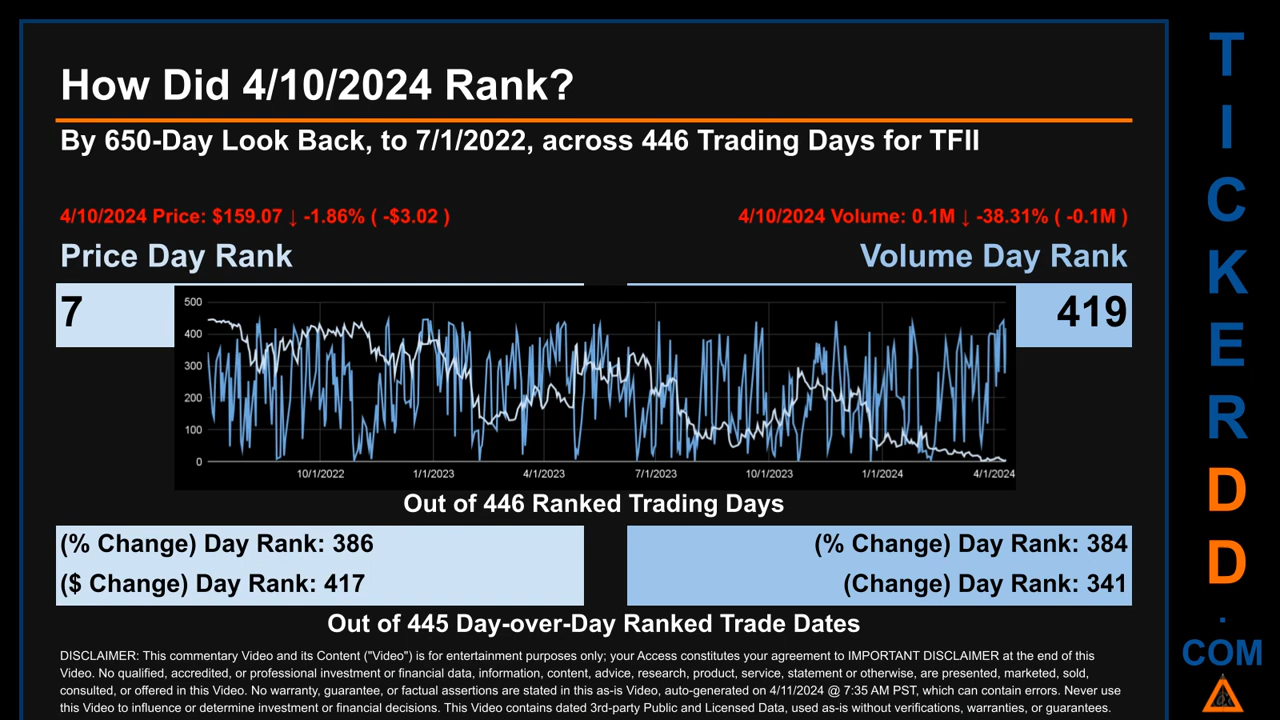 How Did 4/10/2024 Rank?
By 650-Day Look Back, to 7/1/2022, across 446 Trading Days for TFII
4/10/2024 Price: $159.07 ↓ -1.86% ( -$3.02 )
4/10/2024 Volume: 0.1M ↓ -38.31% ( -0.1M )
Price Day Rank
Volume Day Rank
7
419
500
400
300
200
100
0
10/1/2022 1/1/2023 4/1/2023 7/1/2023 10/1/2023 1/1/2024 4/1/2024
Out of 446 Ranked Trading Days
(% Change) Day Rank: 386
($ Change) Day Rank: 417
(% Change) Day Rank: 384
(Change) Day Rank: 341
Out of 445 Day-over-Day Ranked Trade Dates
DISCLAIMER: This commentary Video and its Content ("Video") is for entertainment purposes only; your Access constitutes your agreement to IMPORTANT DISCLAIMER at the end of this
Video. No qualified, accredited, or professional investment or financial data, information, content, advice, research, product, service, statement or otherwise, are presented, marketed, sold,
consulted, or offered in this Video. No warranty, guarantee, or factual assertions are stated in this as-is Video, auto-generated on 4/11/2024 @ 7:35 AM PST, which can contain errors. Never use
this Video to influence or determine investment or financial decisions. This Video contains dated 3rd-party Public and Licensed Data, used as-is without verifications, warranties, or guarantees.
T
I
C
K
E
R
D
D
.
COM